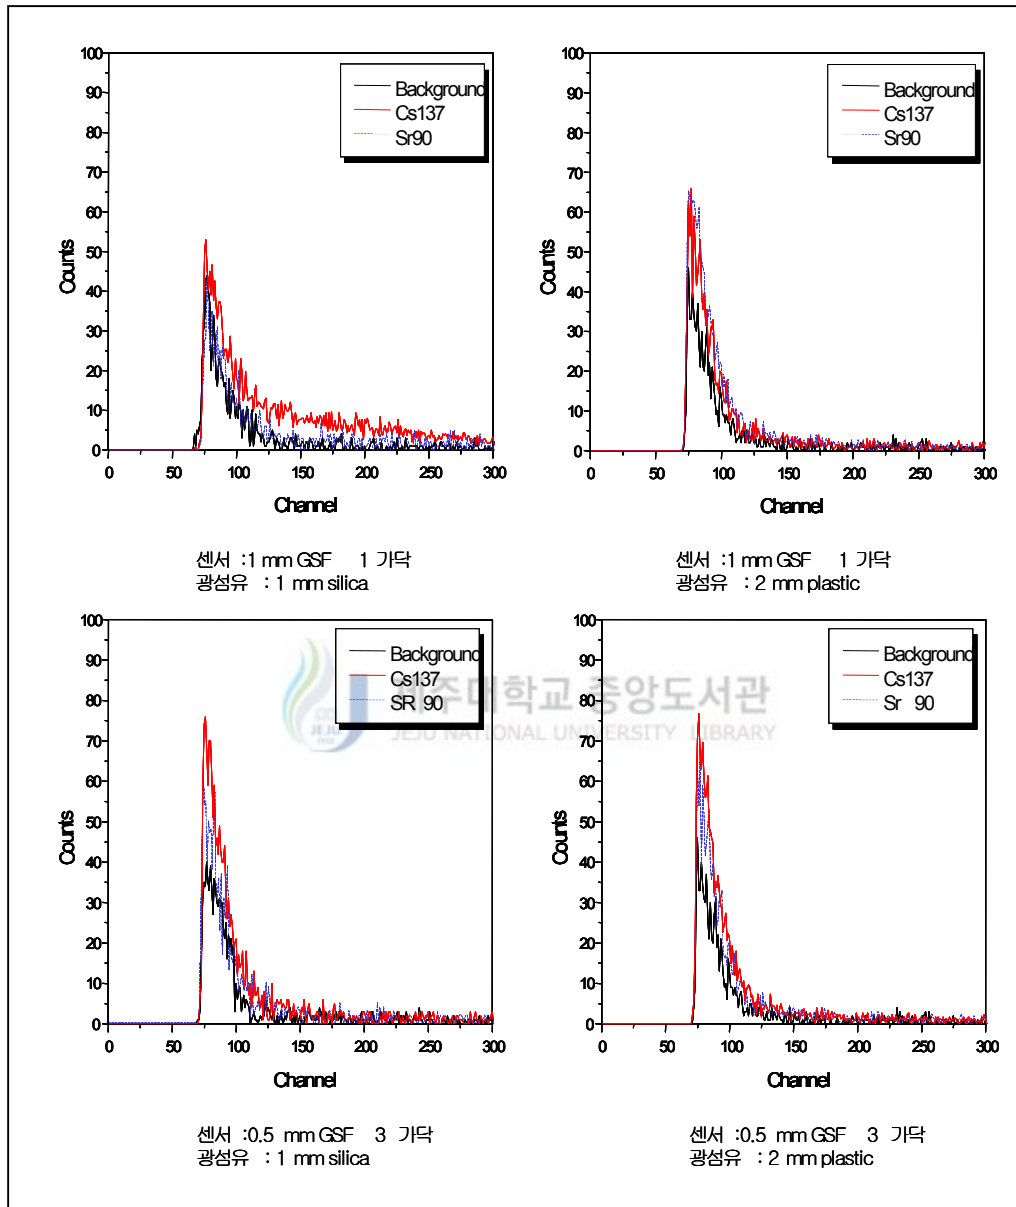 100
90
80
70
60
50
40
30
20
10
0
Counts
0 50 100 150 200 250 300
Channel
Background
Cs137
Sr90
센서 :1 mm GSF 1 가닥
광섬유 : 1 mm silica
100
90
80
70
60
50
40
30
20
10
0
Counts
0 50 100 150 200 250 300
Channel
Background
Cs137
Sr90
센서 :1 mm GSF 1 가닥
광섬유 : 2 mm plastic
100
90
80
70
60
50
40
30
20
10
0
Counts
0 50 100 150 200 250 300
Channel
Background
Cs137
SR 90
센서 :0.5 mm GSF 3 가닥
광섬유 : 1 mm silica
100
90
80
70
60
50
40
30
20
10
0
Counts
0 50 100 150 200 250 300
Channel
Background
Cs137
Sr 90
센서 :0.5 mm GSF 3 가닥
광섬유 : 2 mm plastic
제주대학교 중앙도서관
JEJU NATIONAL UNIVERSITY LIBRARY
JEJU
1952